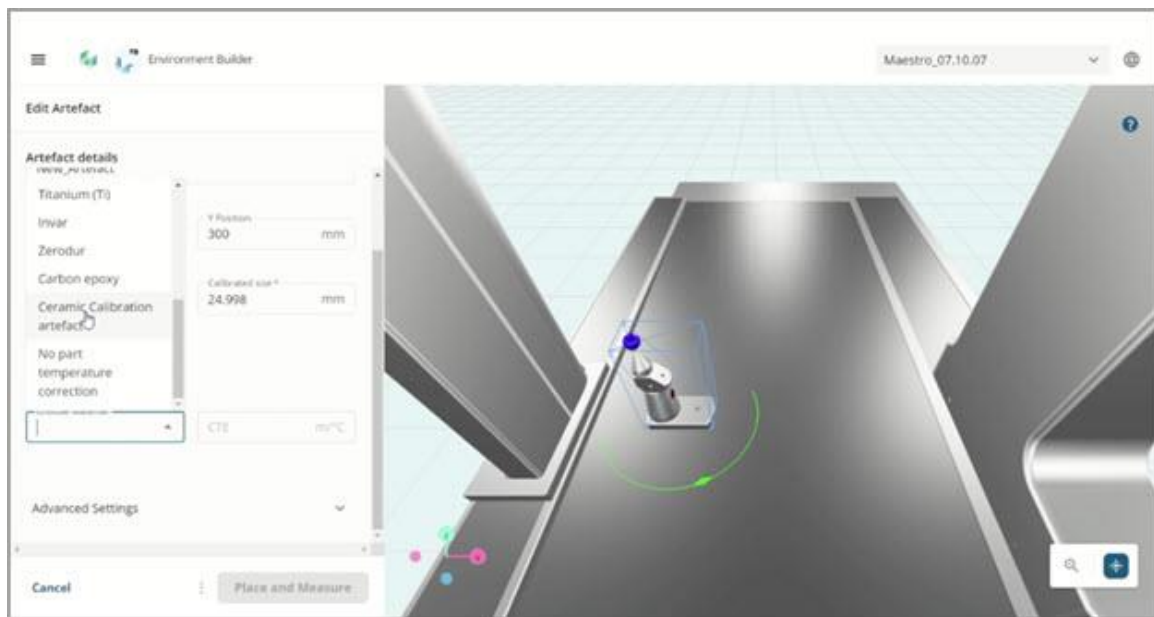 Environment Builder
Maestro_07.10.07
Edit Artefact
Artefact details
New_Artefact
Titanium (Ti)
Invar
Zerodur
Carbon epoxy
Ceramic Calibration
artefact
No part
temperature
correction
Y Position
300 mm
Calibrated size *
24.998 mm
CTE m/°C
Advanced Settings
Cancel
Place and Measure